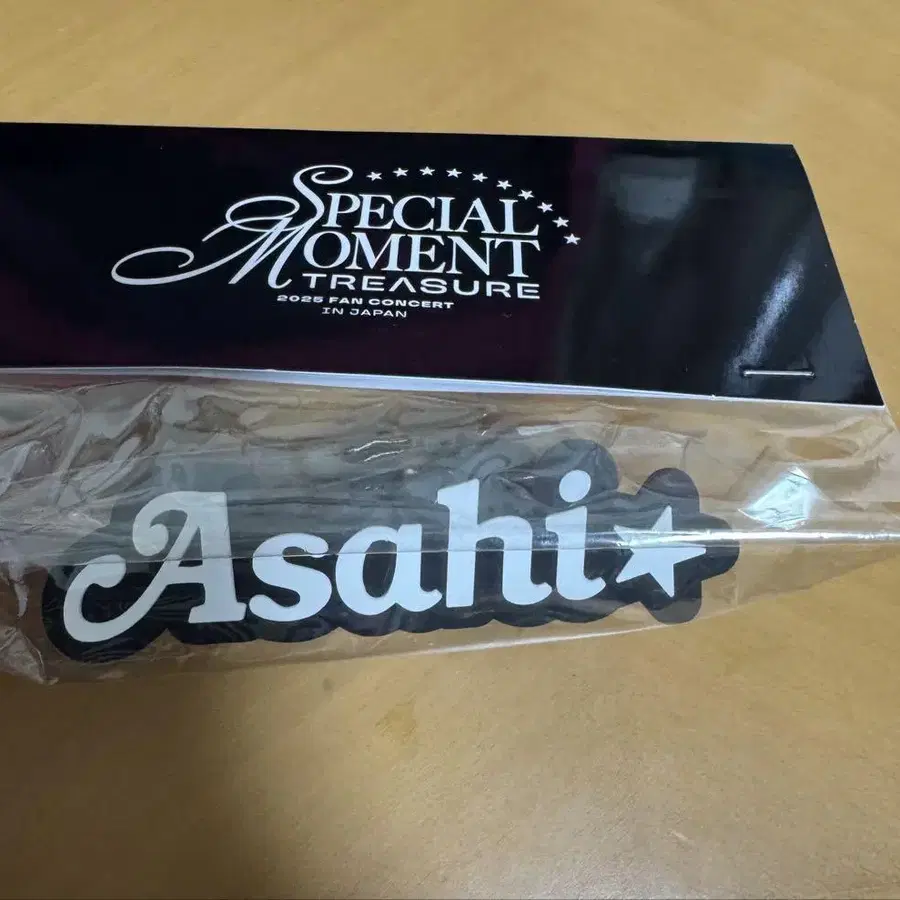 SPECIAL
MOMENT
TREASURE
2025 FAN CONCERT
IN JAPAN
Asahi